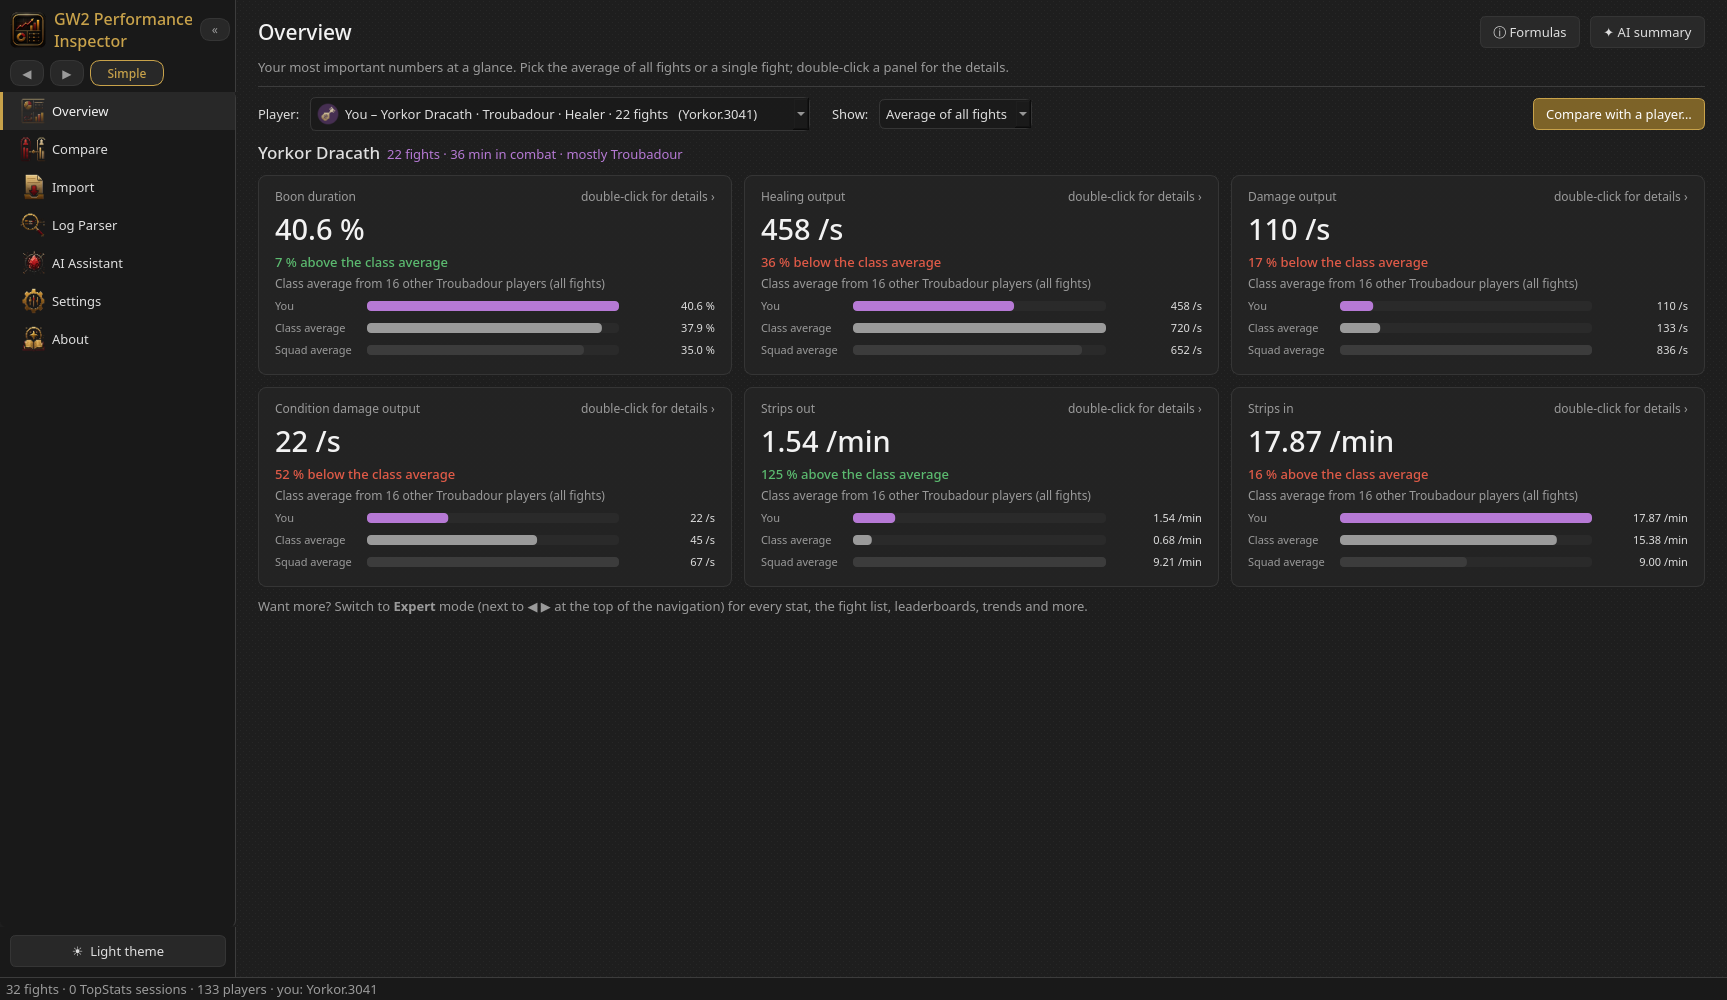 GW2 Performance
Inspector
«
◀ ▶ Simple
Overview
Compare
Import
Log Parser
AI Assistant
Settings
About
☀ Light theme
Overview
ⓘ Formulas
✦ AI summary
Your most important numbers at a glance. Pick the average of all fights or a single fight; double-click a panel for the details.
Player: You – Yorkor Dracath · Troubadour · Healer · 22 fights (Yorkor.3041) Show: Average of all fights Compare with a player...
Yorkor Dracath 22 fights · 36 min in combat · mostly Troubadour
Boon duration double-click for details ›
40.6 %
7 % above the class average
Class average from 16 other Troubadour players (all fights)
You 40.6 %
Class average 37.9 %
Squad average 35.0 %
Healing output double-click for details ›
458 /s
36 % below the class average
Class average from 16 other Troubadour players (all fights)
You 458 /s
Class average 720 /s
Squad average 652 /s
Damage output double-click for details ›
110 /s
17 % below the class average
Class average from 16 other Troubadour players (all fights)
You 110 /s
Class average 133 /s
Squad average 836 /s
Condition damage output double-click for details ›
22 /s
52 % below the class average
Class average from 16 other Troubadour players (all fights)
You 22 /s
Class average 45 /s
Squad average 67 /s
Strips out double-click for details ›
1.54 /min
125 % above the class average
Class average from 16 other Troubadour players (all fights)
You 1.54 /min
Class average 0.68 /min
Squad average 9.21 /min
Strips in double-click for details ›
17.87 /min
16 % above the class average
Class average from 16 other Troubadour players (all fights)
You 17.87 /min
Class average 15.38 /min
Squad average 9.00 /min
Want more? Switch to Expert mode (next to ◀ ▶ at the top of the navigation) for every stat, the fight list, leaderboards, trends and more.
32 fights · 0 TopStats sessions · 133 players · you: Yorkor.3041